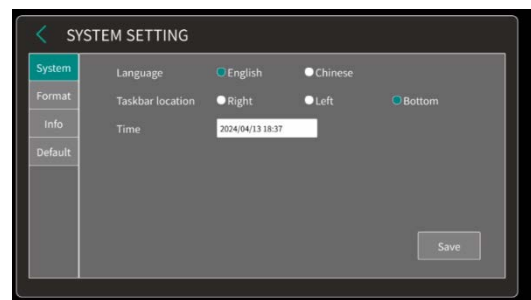 SYSTEM SETTING
System
Language English Chinese
Format
Taskbar location Right Left Bottom
Info
Time 2024/04/13 18:37
Default
Save